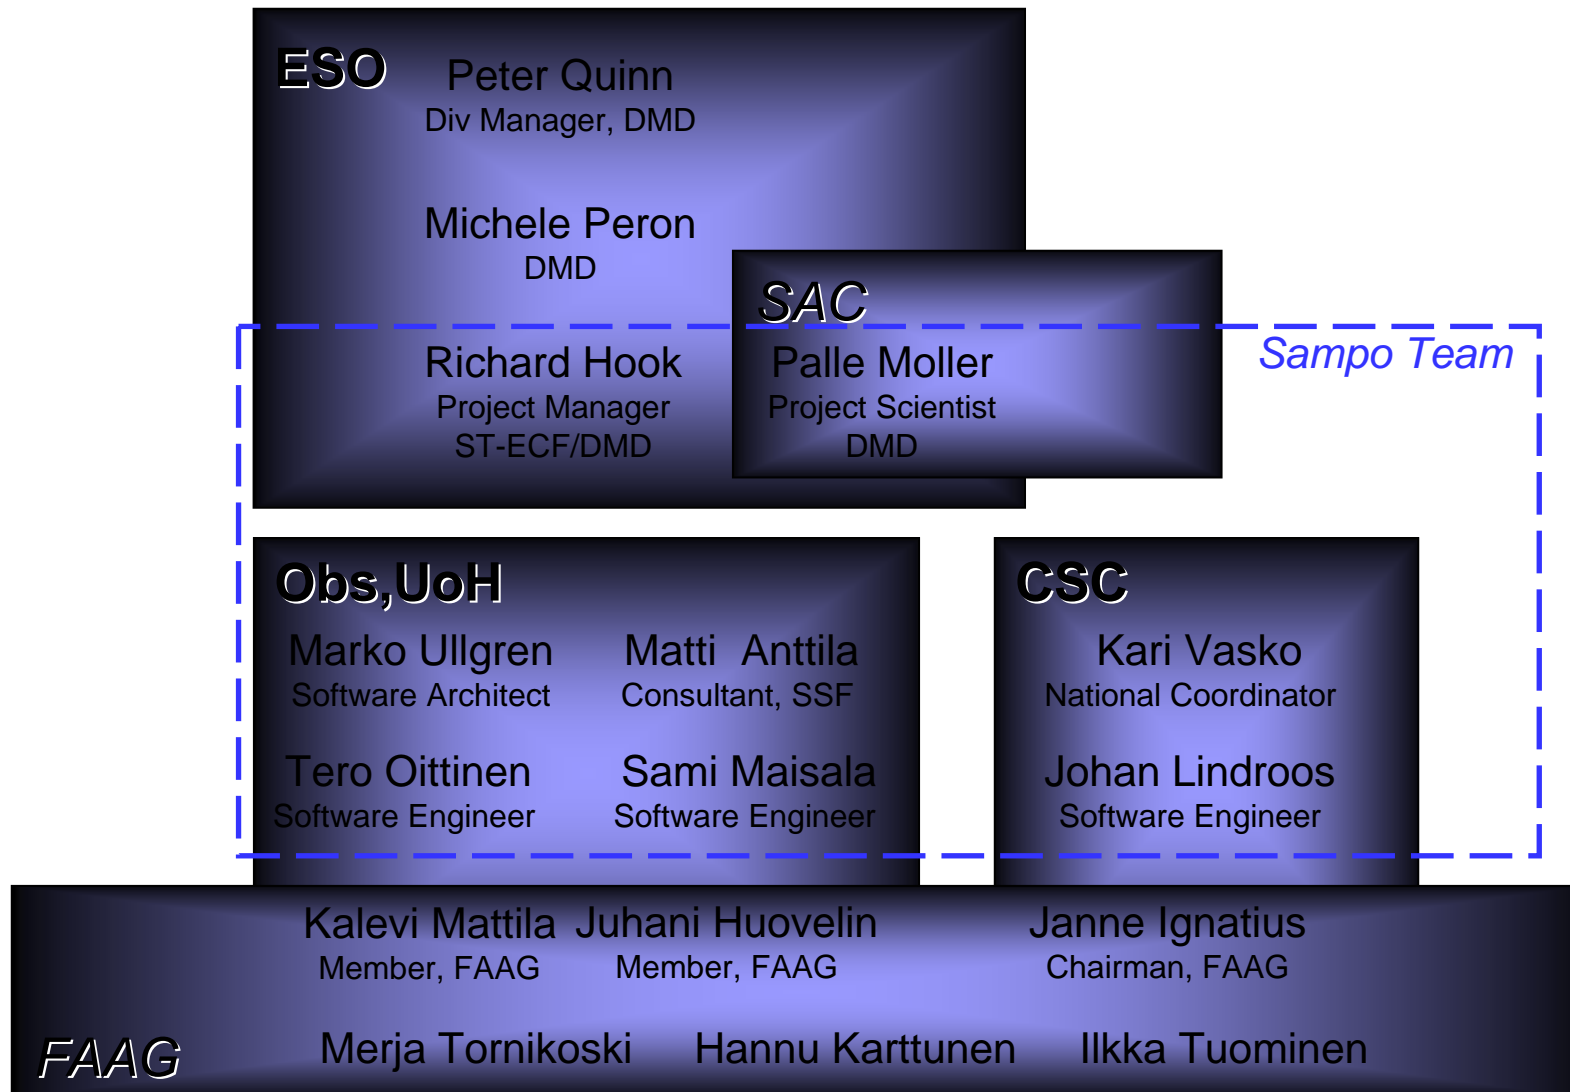 ESO
Peter Quinn
Div Manager, DMD
Michele Peron
DMD
SAC
Sampo Team
Richard Hook
Project Manager
ST-ECF/DMD
Palle Moller
Project Scientist
DMD
Obs,UoH
Marko Ullgren
Software Architect
Matti Anttila
Consultant, SSF
Tero Oittinen
Software Engineer
Sami Maisala
Software Engineer
CSC
Kari Vasko
National Coordinator
Johan Lindroos
Software Engineer
Kalevi Mattila
Member, FAAG
Juhani Huovelin
Member, FAAG
Janne Ignatius
Chairman, FAAG
FAAG
Merja Tornikoski
Hannu Karttunen
Ilkka Tuominen